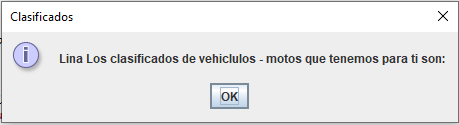 Clasificados
Lina Los clasificados de vehiclulos - motos que tenemos para ti son:
OK